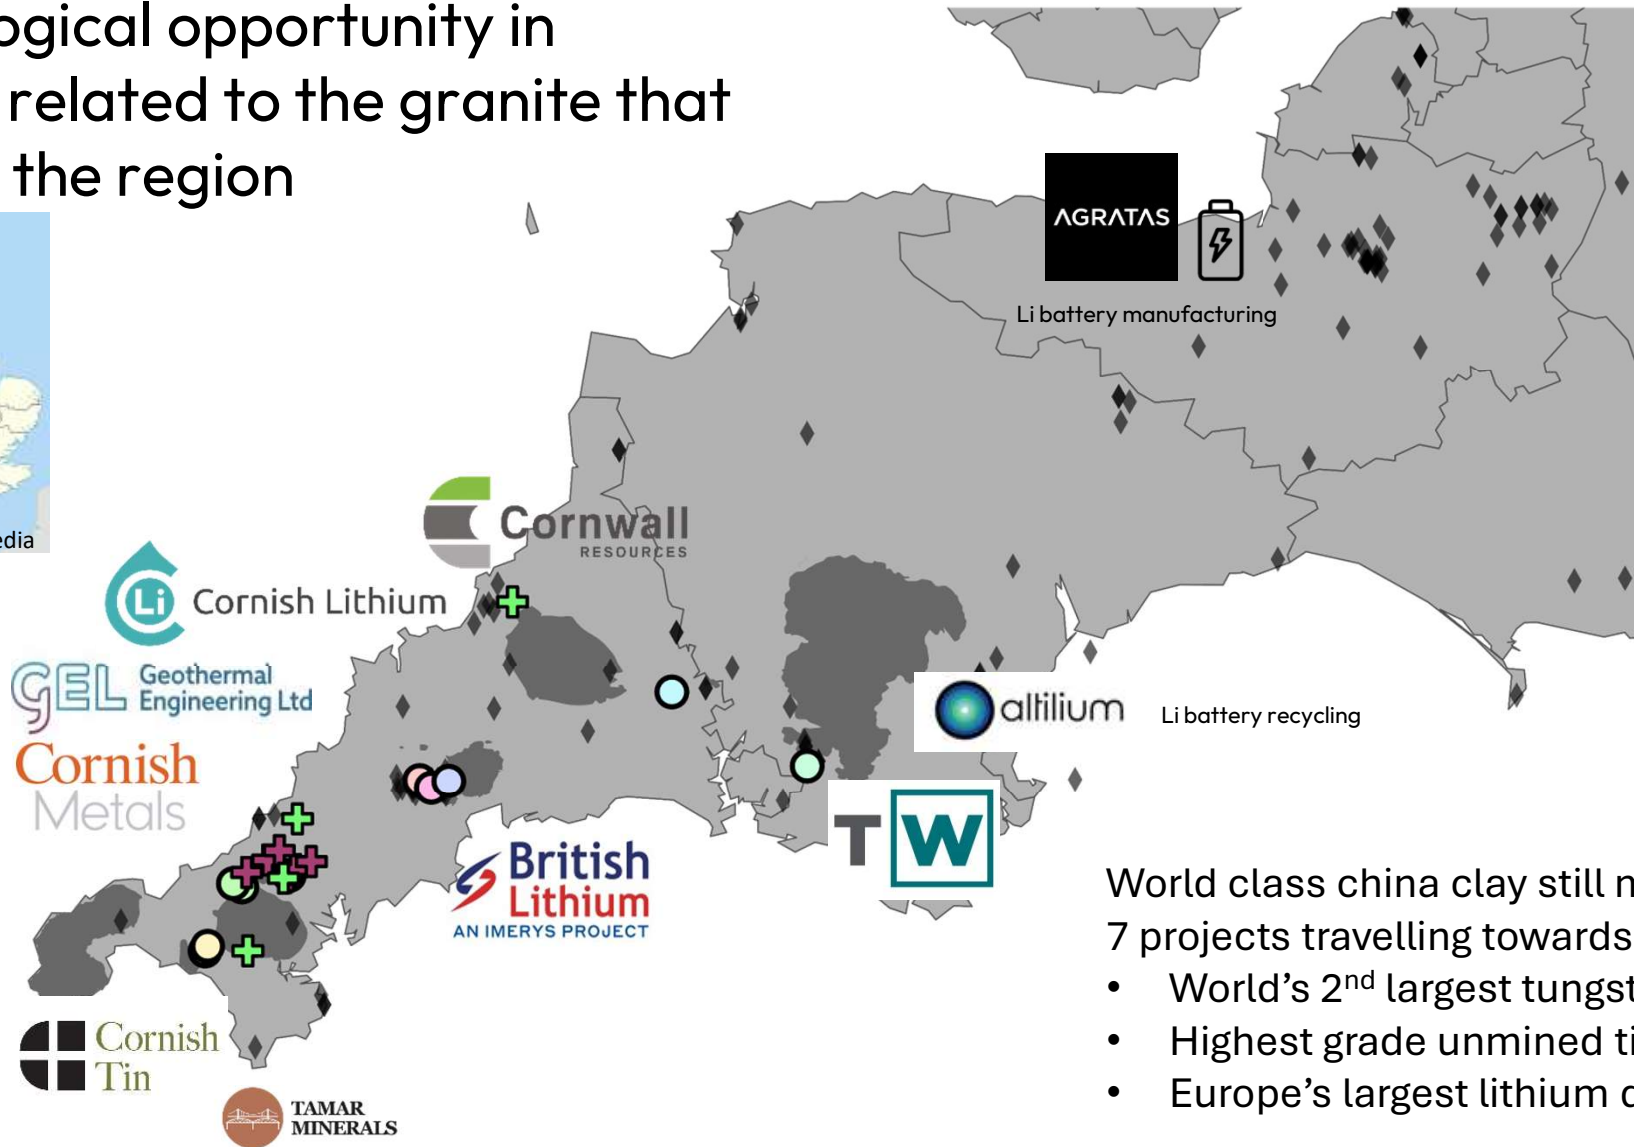 ogical opportunity in
related to the granite that
the region
edia
AGRATAS
Li battery manufacturing
Cornwall
RESOURCES
Li
Cornish Lithium
GEL Geothermal
Engineering Ltd
Cornish
Metals
altilium
Li battery recycling
TW
British
Lithium
AN IMERYS PROJECT
World class china clay still
7 projects travelling towards
• World's 2nd largest tungst
• Highest grade unmined ti
• Europe's largest lithium
Cornish
Tin
TAMAR
MINERALS